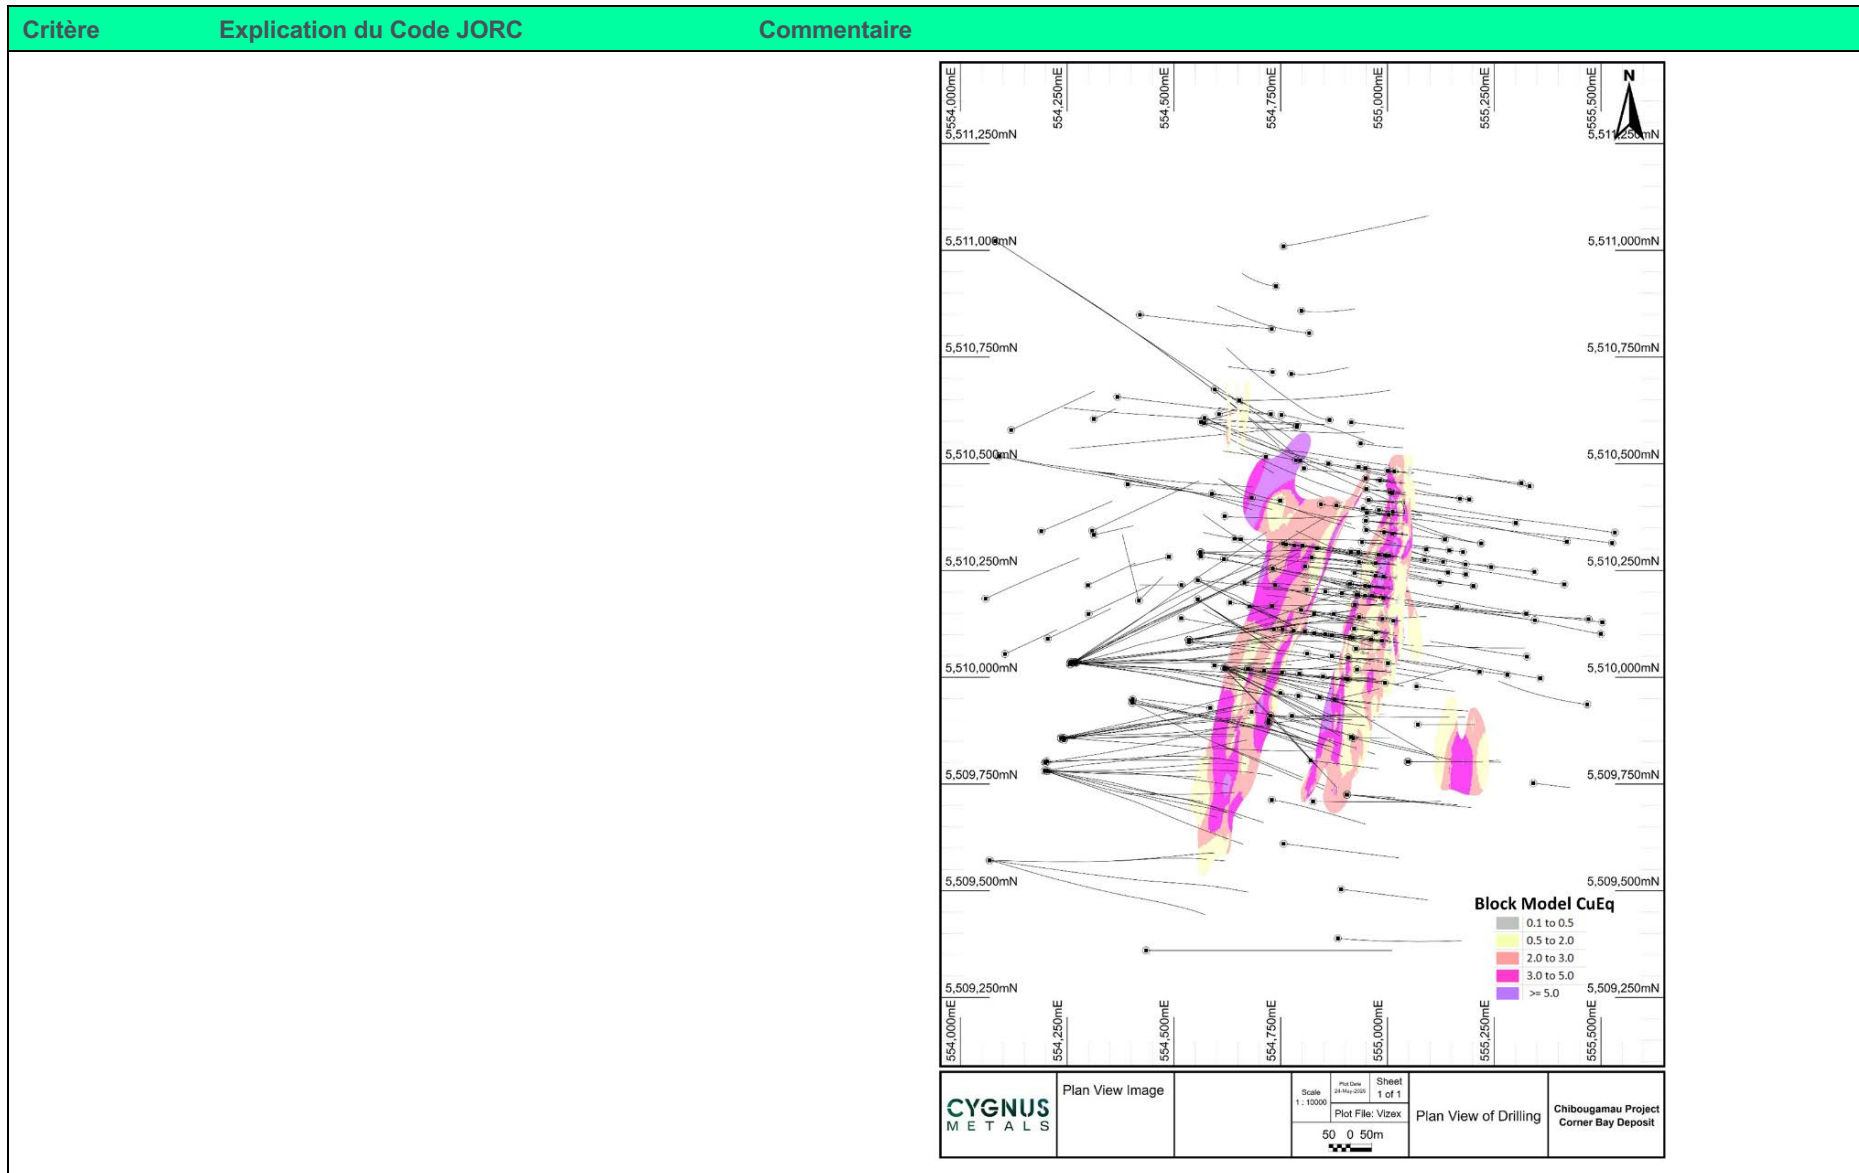 Critère Explication du Code JORC Commentaire
554,000mE 554,250mE 554,500mE 554,750mE 555,000mE 555,250mE 555,500mE
N
5,511,250mN 5,511,250mN
5,511,000mN 5,511,000mN
5,510,750mN 5,510,750mN
5,510,500mN 5,510,500mN
5,510,250mN 5,510,250mN
5,510,000mN 5,510,000mN
5,509,750mN 5,509,750mN
5,509,500mN 5,509,500mN
Block Model CuEq
0.1 to 0.5
0.5 to 2.0
2.0 to 3.0
3.0 to 5.0
>= 5.0
5,509,250mN 5,509,250mN
554,000mE 554,250mE 554,500mE 554,750mE 555,000mE 555,250mE 555,500mE
CYGNUS
METALS
Plan View Image
Scale
1 : 10000
Plot Date
Sheet
1 of 1
Plot File: Vizex
50 0 50m
Plan View of Drilling
Chibougamau Project
Corner Bay Deposit